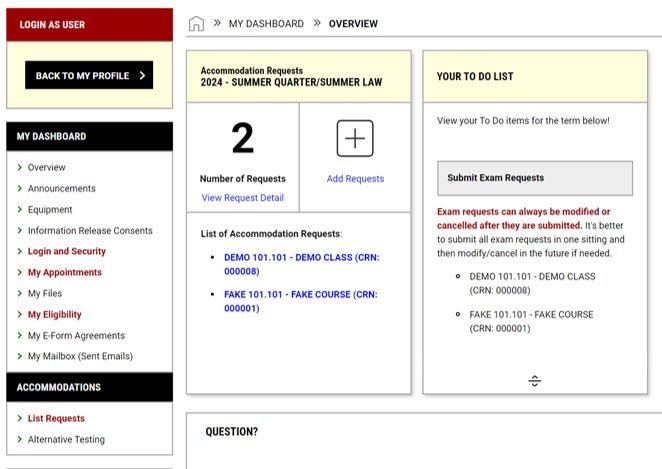 LOGIN AS USER
BACK TO MY PROFILE
MY DASHBOARD
Overview
Announcements
Equipment
Information Release Consents
Login and Security
My Appointments
My Files
My Eligibility
My E-Form Agreements
My Mailbox (Sent Emails)
ACCOMMODATIONS
List Requests
Alternative Testing
MY DASHBOARD OVERVIEW
Accommodation Requests
2024 - SUMMER QUARTER/SUMMER LAW
2
Number of Requests
View Request Detail
Add Requests
List of Accommodation Requests:
DEMO 101.101 - DEMO CLASS (CRN:
000008)
FAKE 101.101 - FAKE COURSE (CRN:
000001)
YOUR TO DO LIST
View your To Do items for the term below!
Submit Exam Requests
Exam requests can always be modified or
cancelled after they are submitted. It's better
to submit all exam requests in one sitting and
then modify/cancel in the future if needed.
DEMO 101.101 - DEMO CLASS
(CRN: 000008)
FAKE 101.101 - FAKE COURSE
(CRN: 000001)
QUESTION?